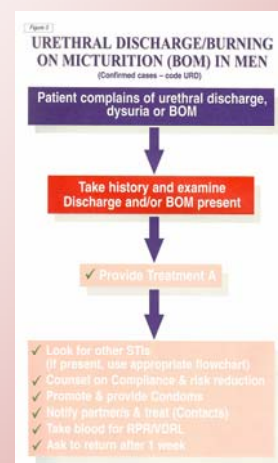 Figure 5
URETHRAL DISCHARGE/BURNING
ON MICTURITION (BOM) IN MEN
(Confirmed cases – code URD)
Patient complains of urethral discharge,
dysuria or BOM
Take history and examine
Discharge and/or BOM present
✓ Provide Treatment A
✓ Look for other STIs
(if present, use appropriate flowchart)
✓ Counsel on Compliance & risk reduction
✓ Promote & provide Condoms
✓ Notify partner/s & treat (Contacts)
✓ Take blood for RPR/VDRL
✓ Ask to return after 1 week